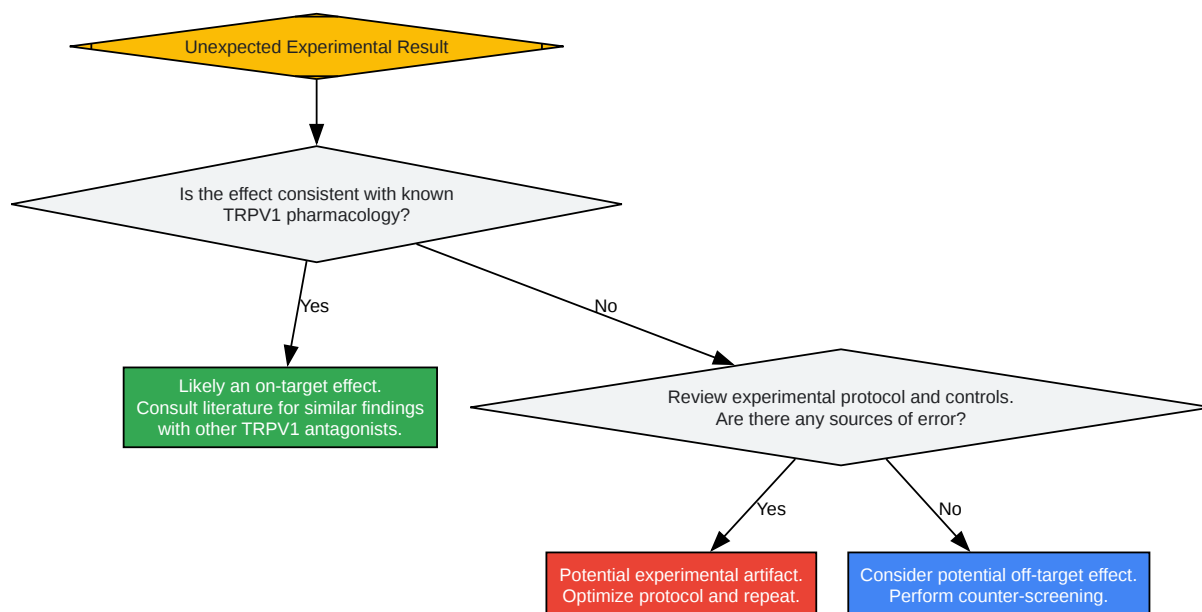 Unexpected Experimental Result
Is the effect consistent with known
TRPV1 pharmacology?
Yes
No
Likely an on-target effect.
Consult literature for similar findings
with other TRPV1 antagonists.
Review experimental protocol and controls.
Are there any sources of error?
Yes
No
Potential experimental artifact.
Optimize protocol and repeat.
Consider potential off-target effect.
Perform counter-screening.